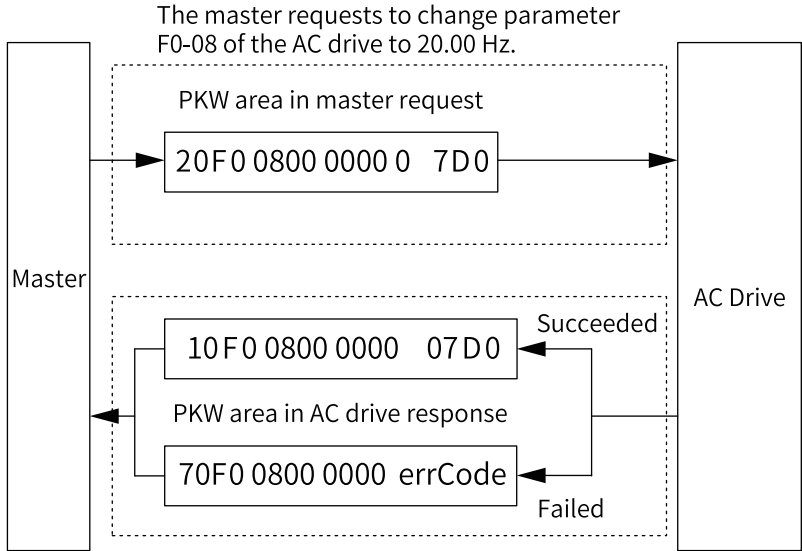 The master requests to change parameter
F0-08 of the AC drive to 20.00 Hz.
PKW area in master request
20F0 0800 0000 0 7D0
Master
AC Drive
Succeeded
10F0 0800 0000 07D0
PKW area in AC drive response
70F0 0800 0000 errCode
Failed